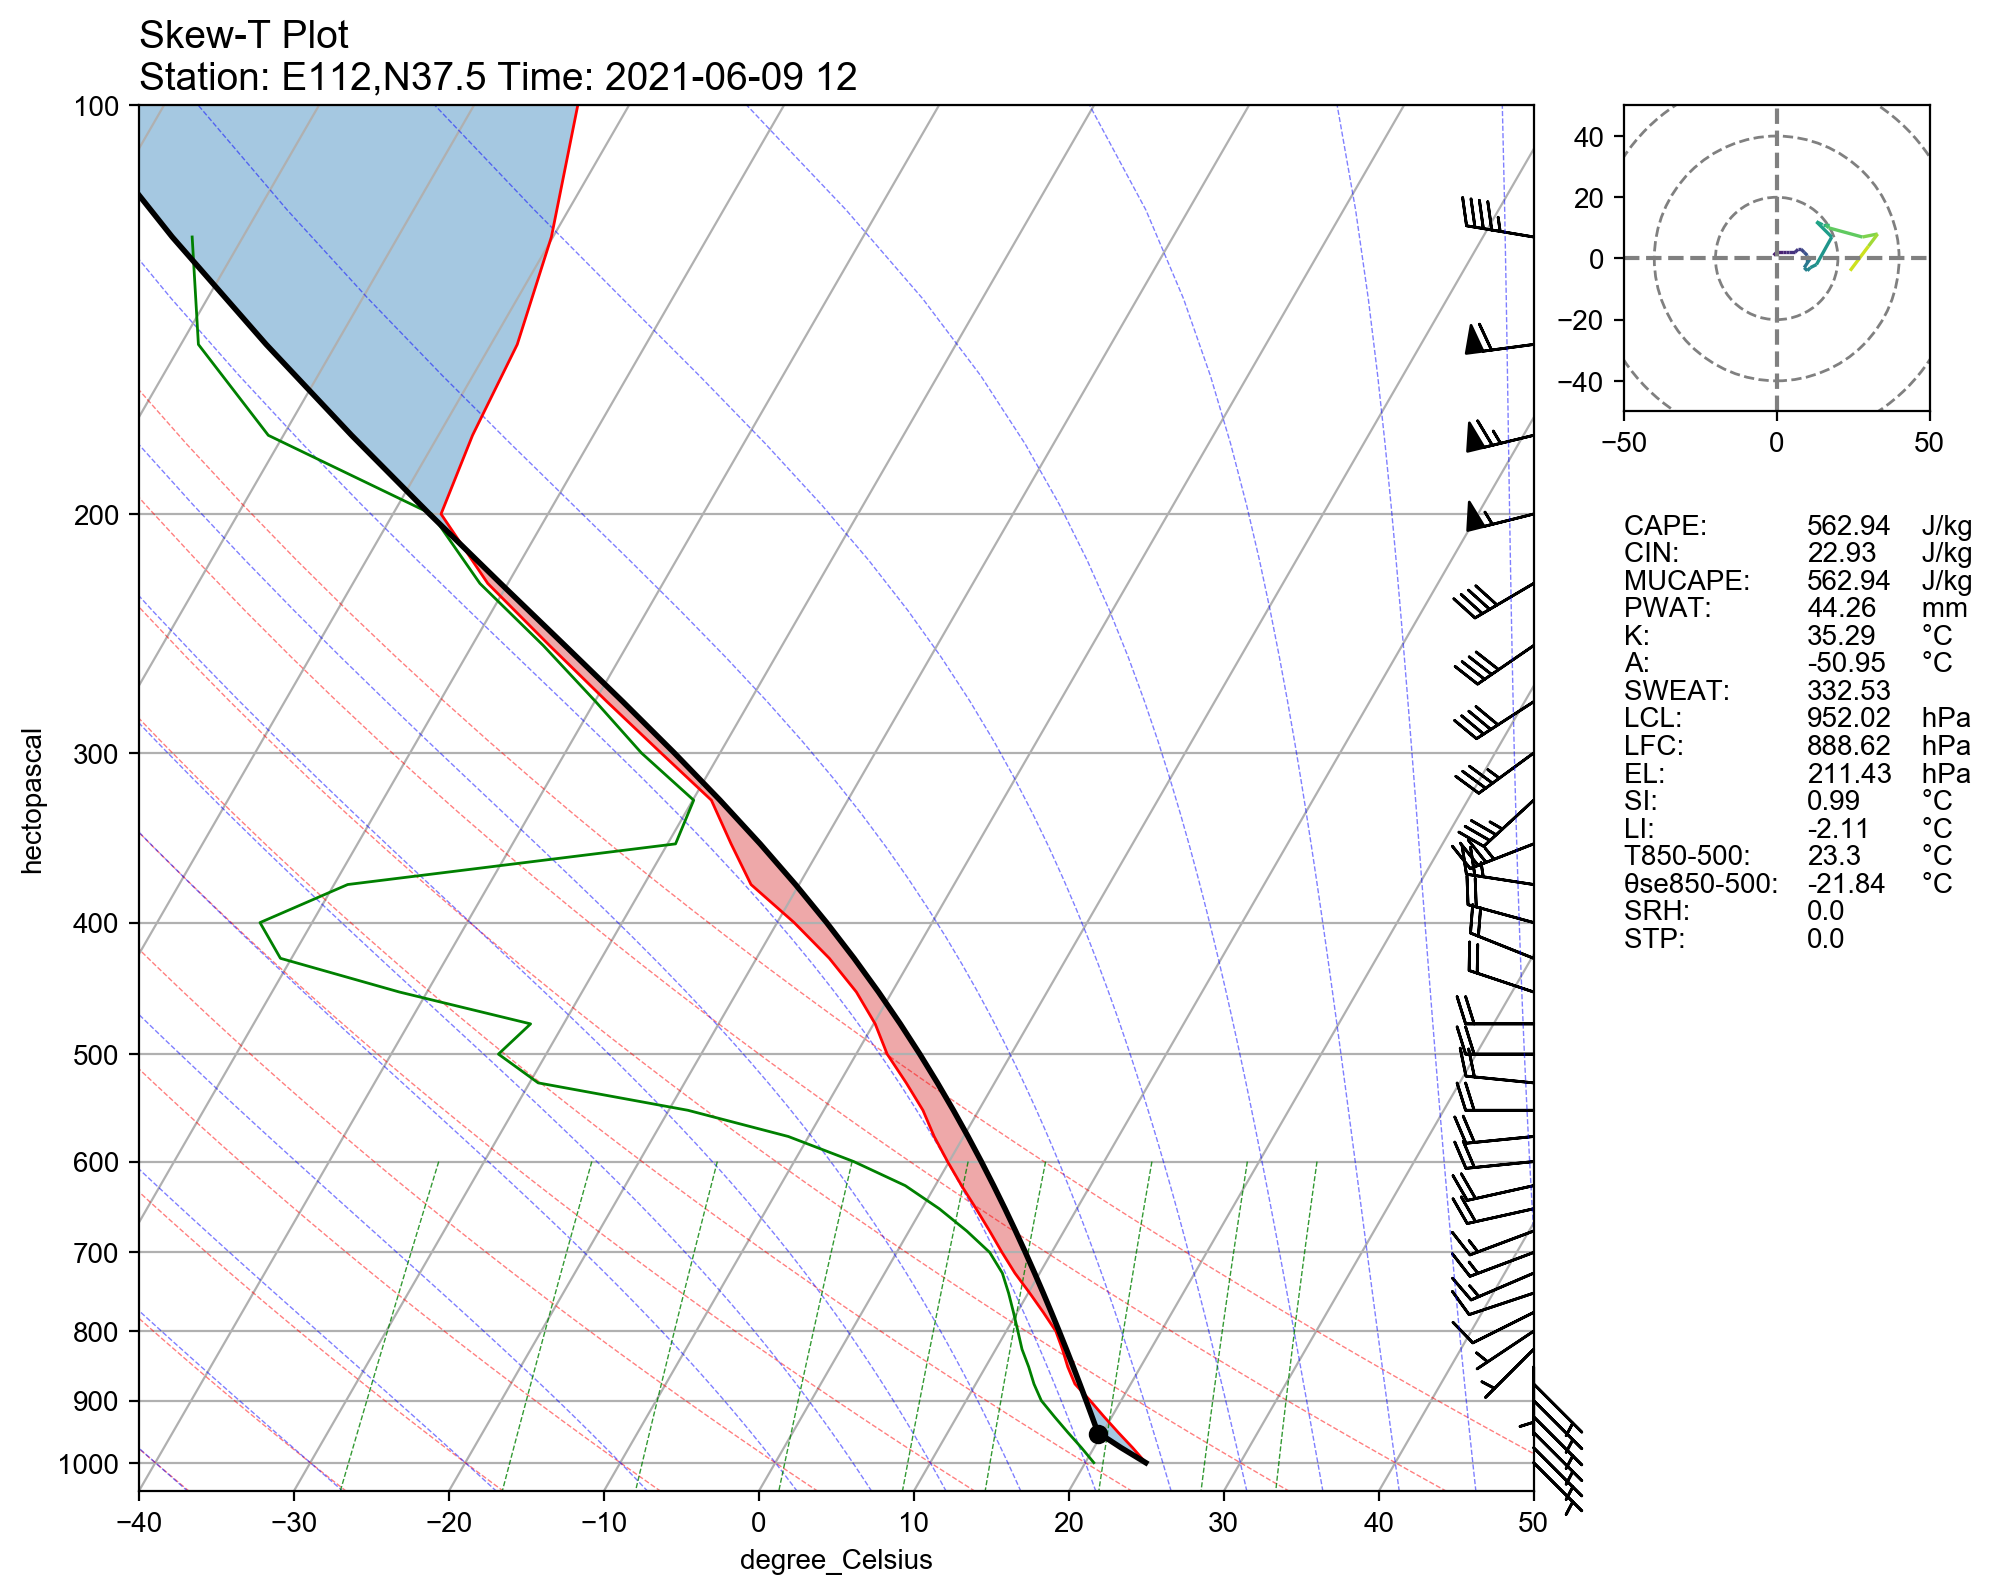 Skew-T Plot
Station: E112,N37.5 Time: 2021-06-09 12
100
200
300
400
500
600
700
800
900
1000
hectopascal
−40 −30 −20 −10 0 10 20 30 40 50
degree_Celsius
40
20
0
−20
−40
−50 0 50
CAPE: 562.94 J/kg
CIN: 22.93 J/kg
MUCAPE: 562.94 J/kg
PWAT: 44.26 mm
K: 35.29 °C
A: -50.95 °C
SWEAT: 332.53
LCL: 952.02 hPa
LFC: 888.62 hPa
EL: 211.43 hPa
SI: 0.99 °C
LI: -2.11 °C
T850-500: 23.3 °C
θse850-500: -21.84 °C
SRH: 0.0
STP: 0.0